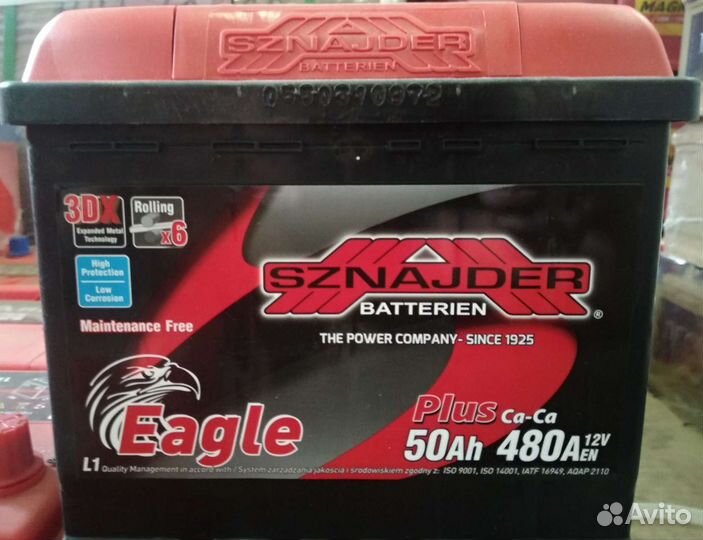 MAGN
SZNAJDER
BATTERIEN
3DX
Expanded Metal
Technology
Rolling
x6
High
Protection
Low
Corrosion
Maintenance Free
SZNAJDER
BATTERIEN
®
THE POWER COMPANY- SINCE 1925
Eagle
Plus Ca-Ca
50Ah 480A 12V
EN
L1 Quality Management in accord with / System zarządzania jakością i środowiskiem zgodny z: ISO 9001, ISO 14001, IATF 16949, AQAP 2110
Avito